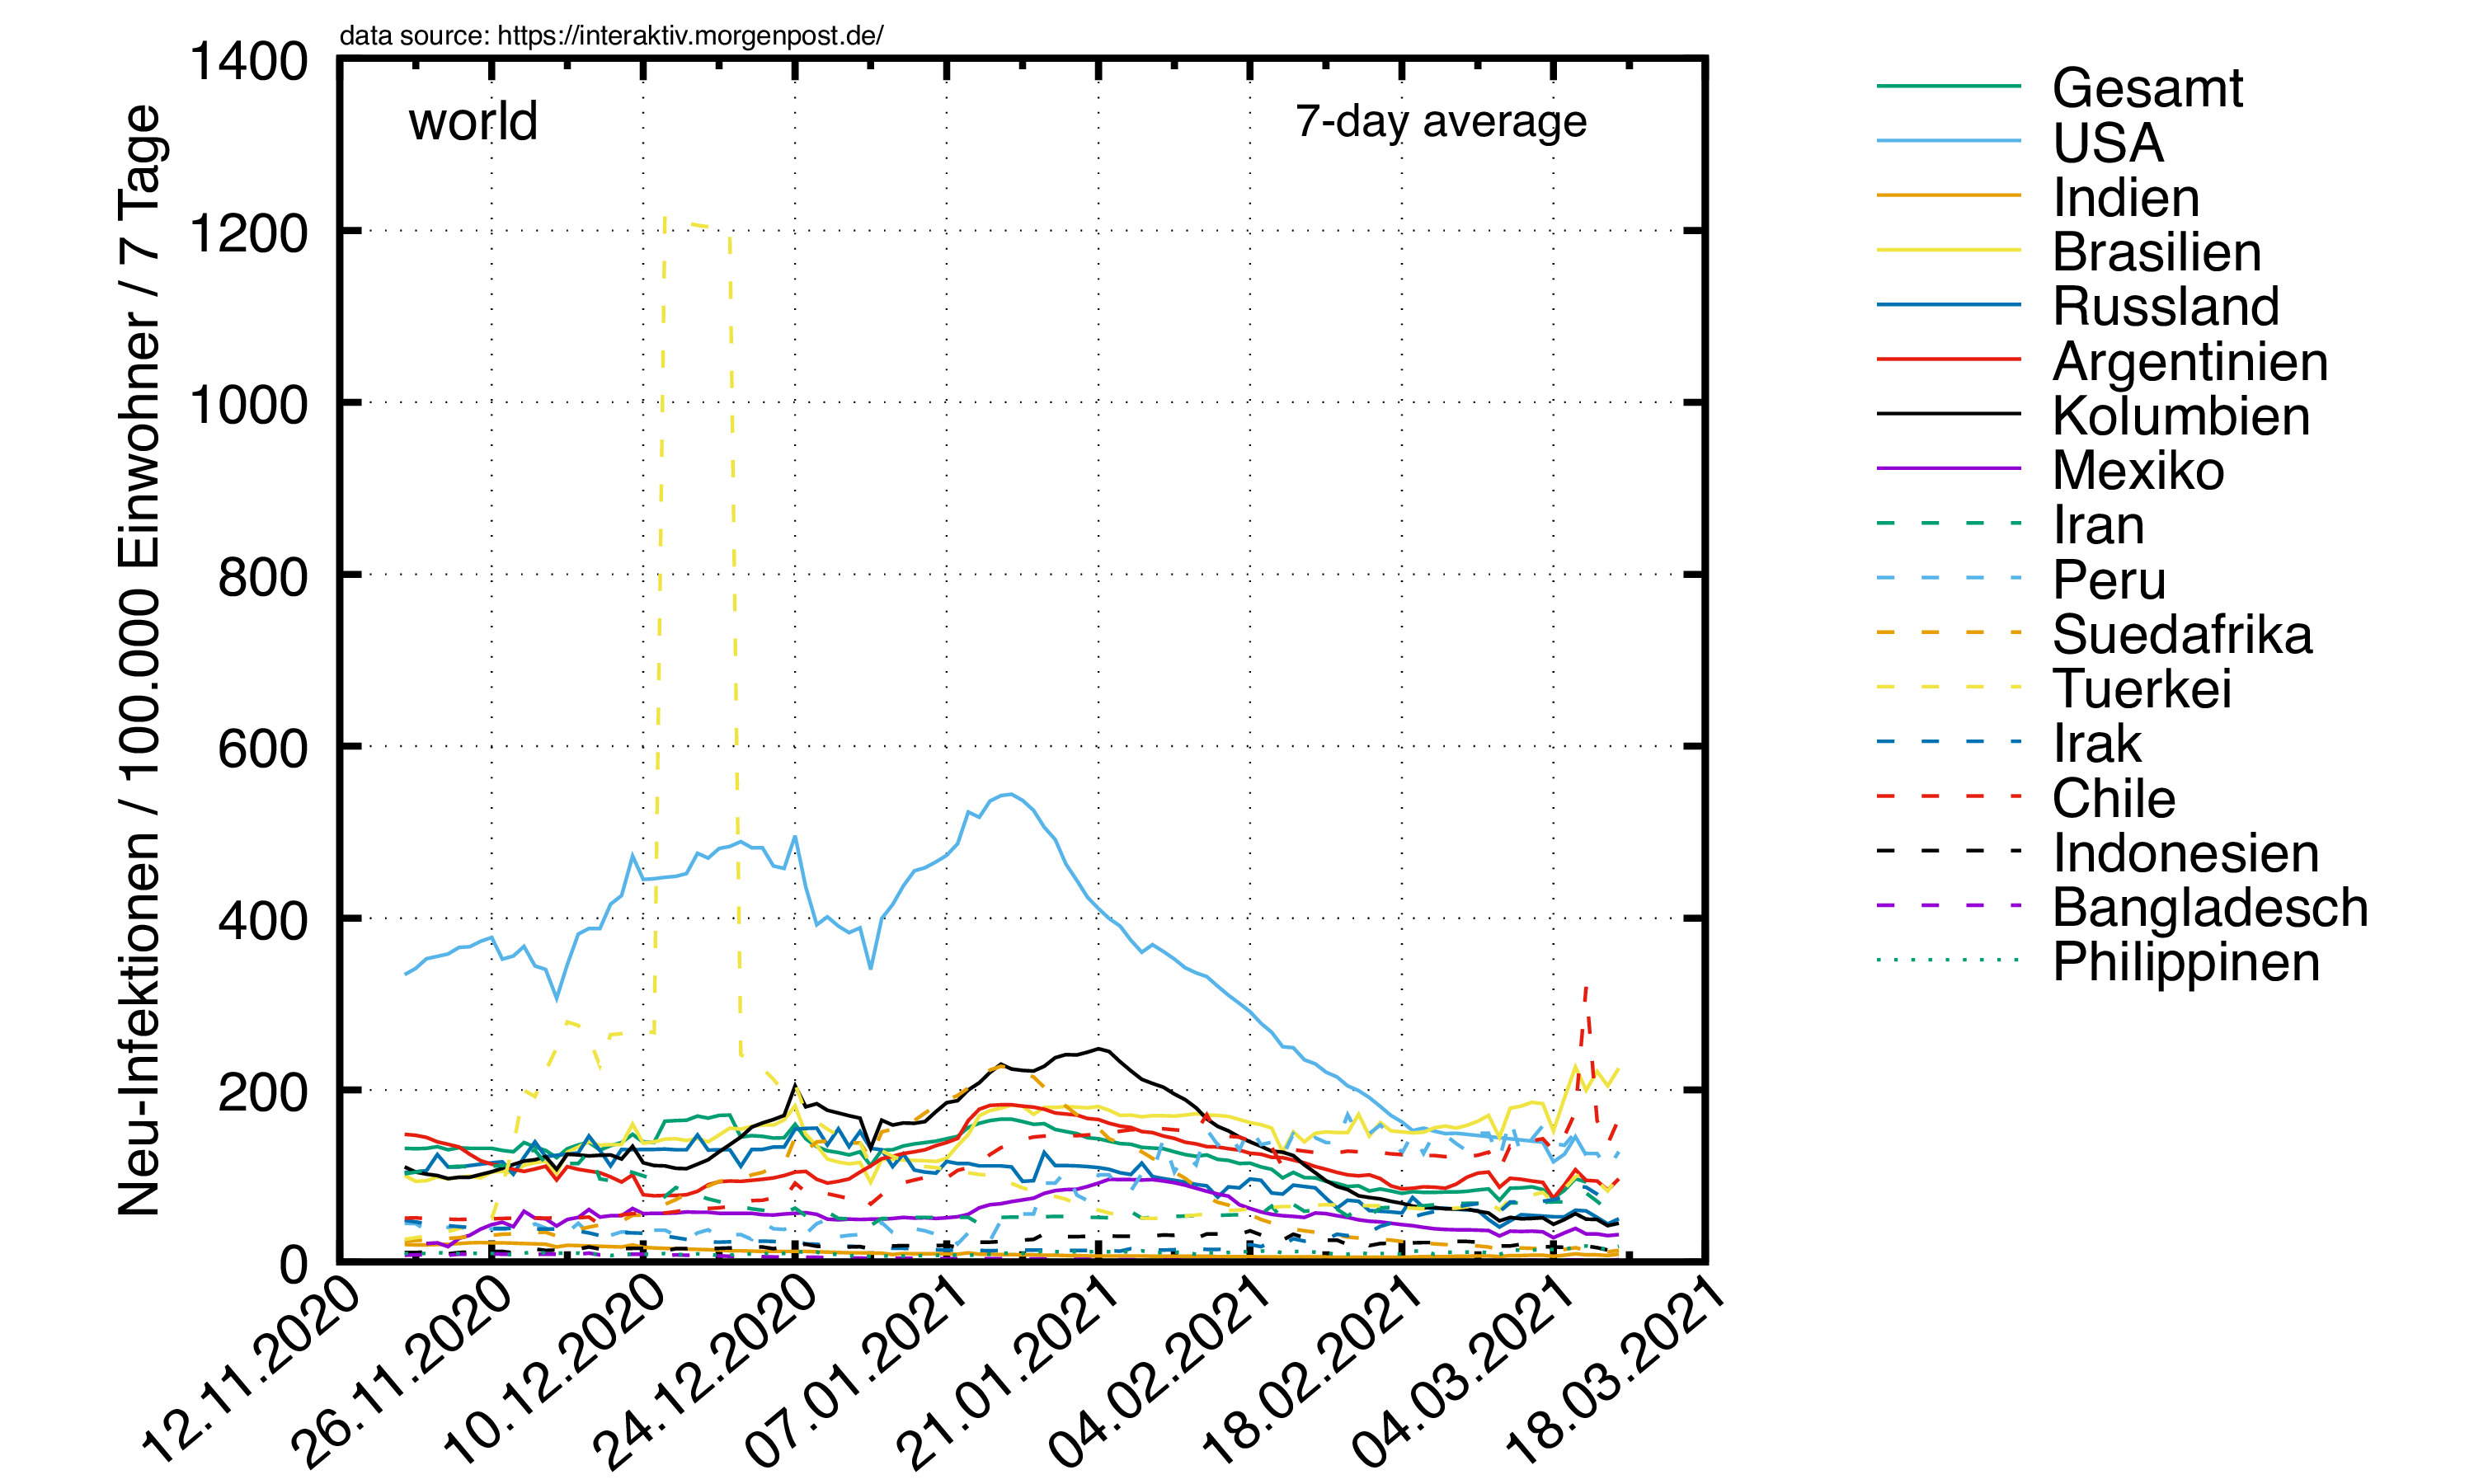 data source: https://interaktiv.morgenpost.de/
world
7-day average
Neu-Infektionen / 100.000 Einwohner / 7 Tage
1400
1200
1000
800
600
400
200
0
12.11.2020
26.11.2020
10.12.2020
24.12.2020
07.01.2021
21.01.2021
04.02.2021
18.02.2021
04.03.2021
18.03.2021
Gesamt
USA
Indien
Brasilien
Russland
Argentinien
Kolumbien
Mexiko
Iran
Peru
Suedafrika
Tuerkei
Irak
Chile
Indonesien
Bangladesch
Philippinen